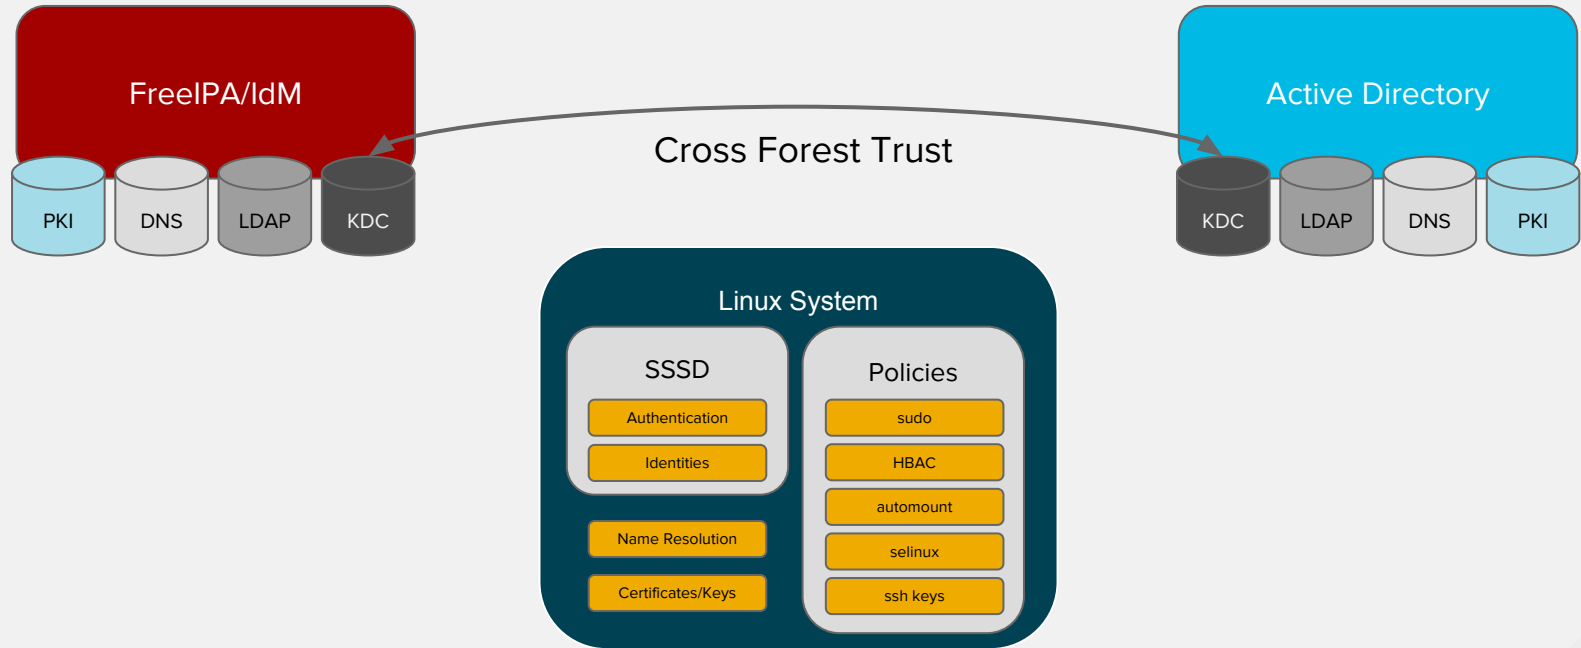 FreeIPA/IdM
Active Directory
Cross Forest Trust
PKI
DNS
LDAP
KDC
KDC
LDAP
DNS
PKI
Linux System
SSSD
Authentication
Identities
Name Resolution
Certificates/Keys
Policies
sudo
HBAC
automount
selinux
ssh keys